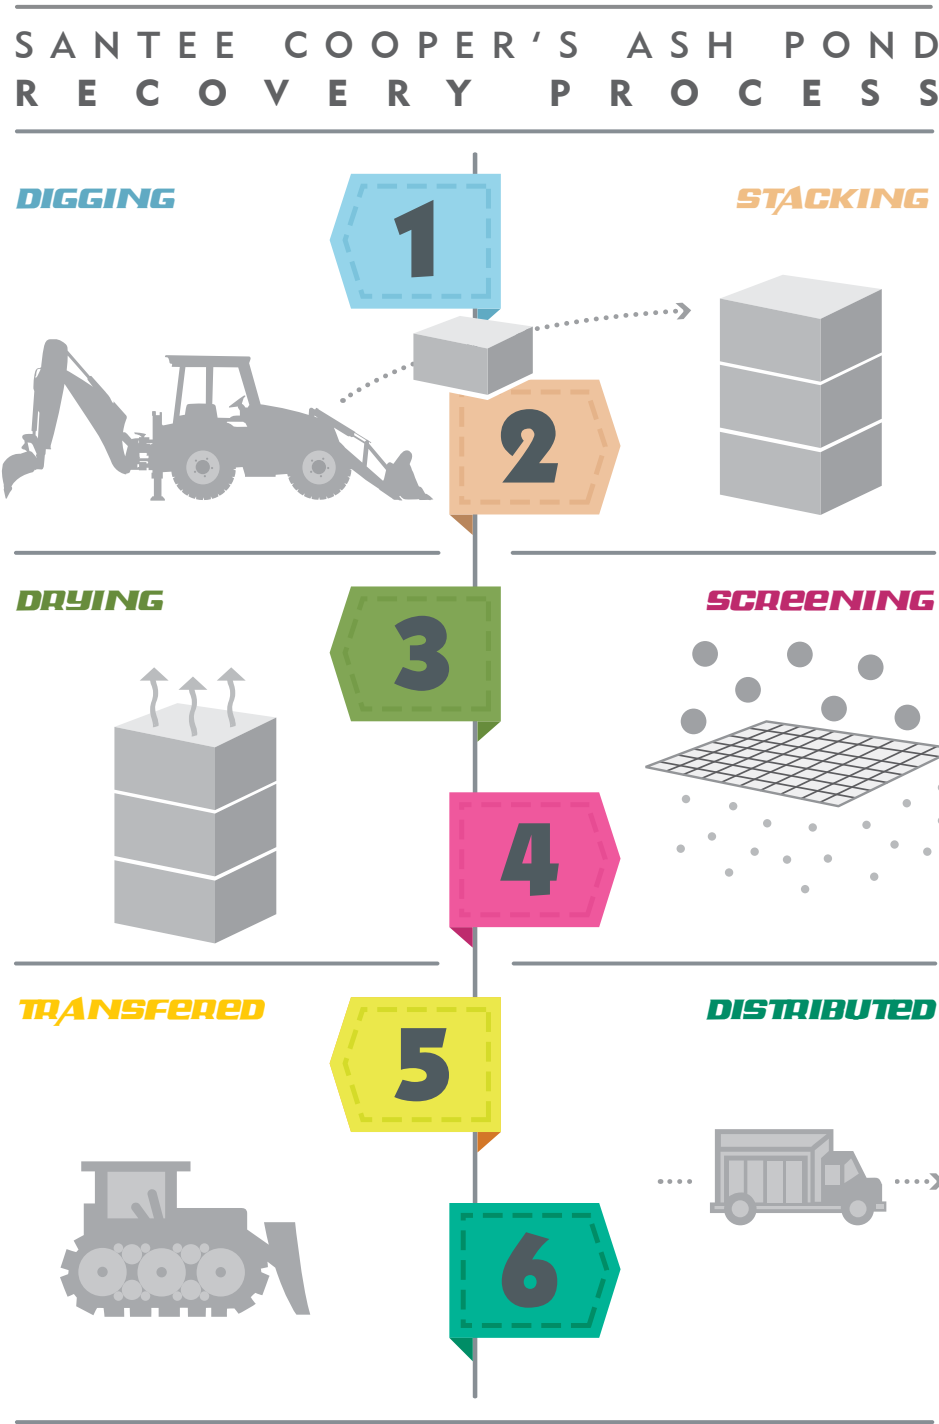 SANTEE COOPER'S ASH POND
RECOVERY PROCESS
DIGGING
1
STACKING
2
DRYING
3
SCREENING
4
TRANSFERED
5
DISTRIBUTED
6